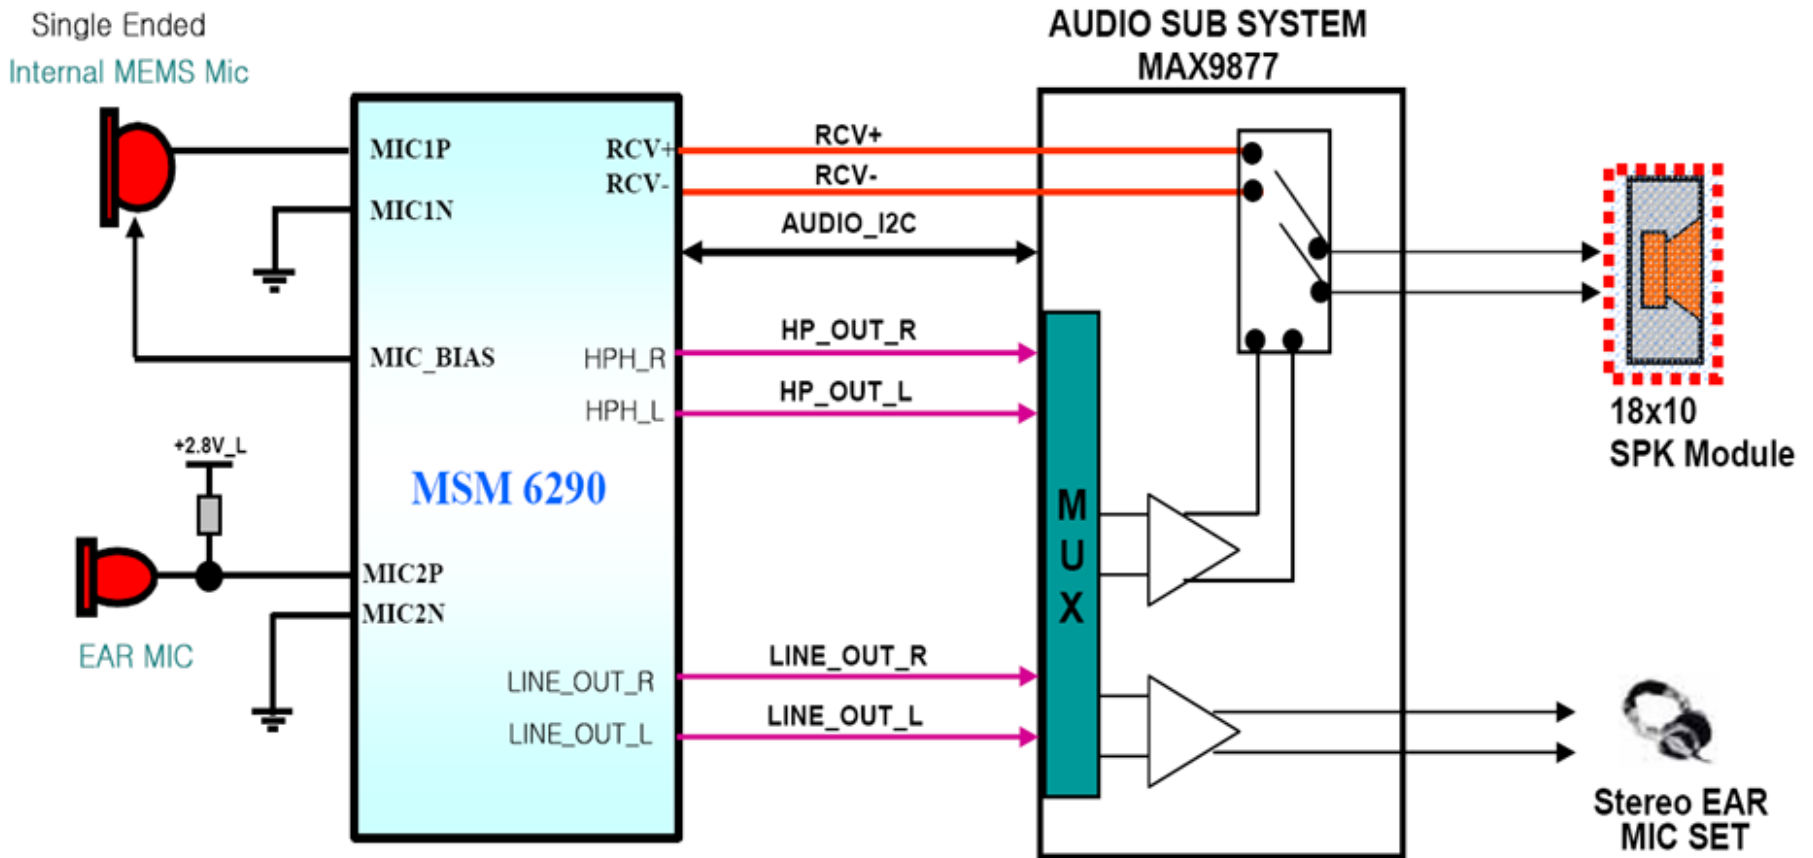 Single Ended
Internal MEMS Mic
AUDIO SUB SYSTEM
MAX9877
MIC1P
RCV+
RCV+
RCV-
RCV-
MIC1N
AUDIO_I2C
HP_OUT_R
MIC_BIAS
HPH_R
HP_OUT_L
HPH_L
18x10
SPK Module
+2.8V_L
MSM 6290
M
U
X
MIC2P
MIC2N
EAR MIC
LINE_OUT_R
LINE_OUT_R
LINE_OUT_L
LINE_OUT_L
Stereo EAR
MIC SET